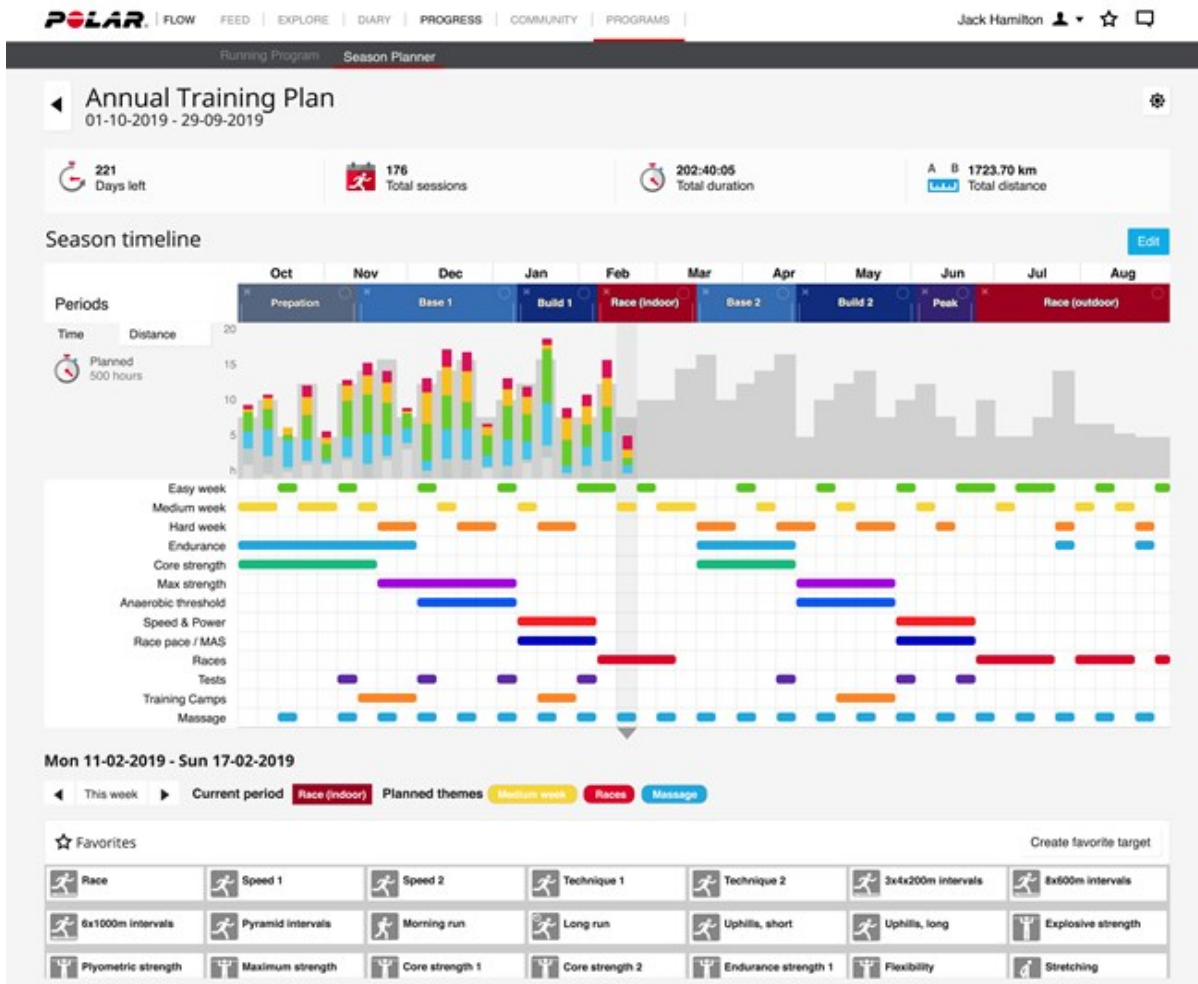 POLAR. FLOW FEED EXPLORE DIARY PROGRESS COMMUNITY PROGRAMS Jack Hamilton
Running Program Season Planner
Annual Training Plan
01-10-2019 - 29-09-2019
221
Days left
176
Total sessions
202:40:05
Total duration
A B
1723.70 km
Total distance
Season timeline
Edit
Oct Nov Dec Jan Feb Mar Apr May Jun Jul Aug
Periods
Prepation Base 1 Build 1 Race (indoor) Base 2 Build 2 Peak Race (outdoor)
Time Distance
Planned
500 hours
20
15
10
5
h
Easy week
Medium week
Hard week
Endurance
Core strength
Max strength
Anaerobic threshold
Speed & Power
Race pace / MAS
Races
Tests
Training Camps
Massage
Mon 11-02-2019 - Sun 17-02-2019
This week Current period Race (indoor) Planned themes Medium week Races Massage
Favorites Create favorite target
Race Speed 1 Speed 2 Technique 1 Technique 2 3x4x200m intervals 8x600m intervals
6x1000m intervals Pyramid intervals Morning run Long run Uphills, short Uphills, long Explosive strength
Plyometric strength Maximum strength Core strength 1 Core strength 2 Endurance strength 1 Flexibility Stretching